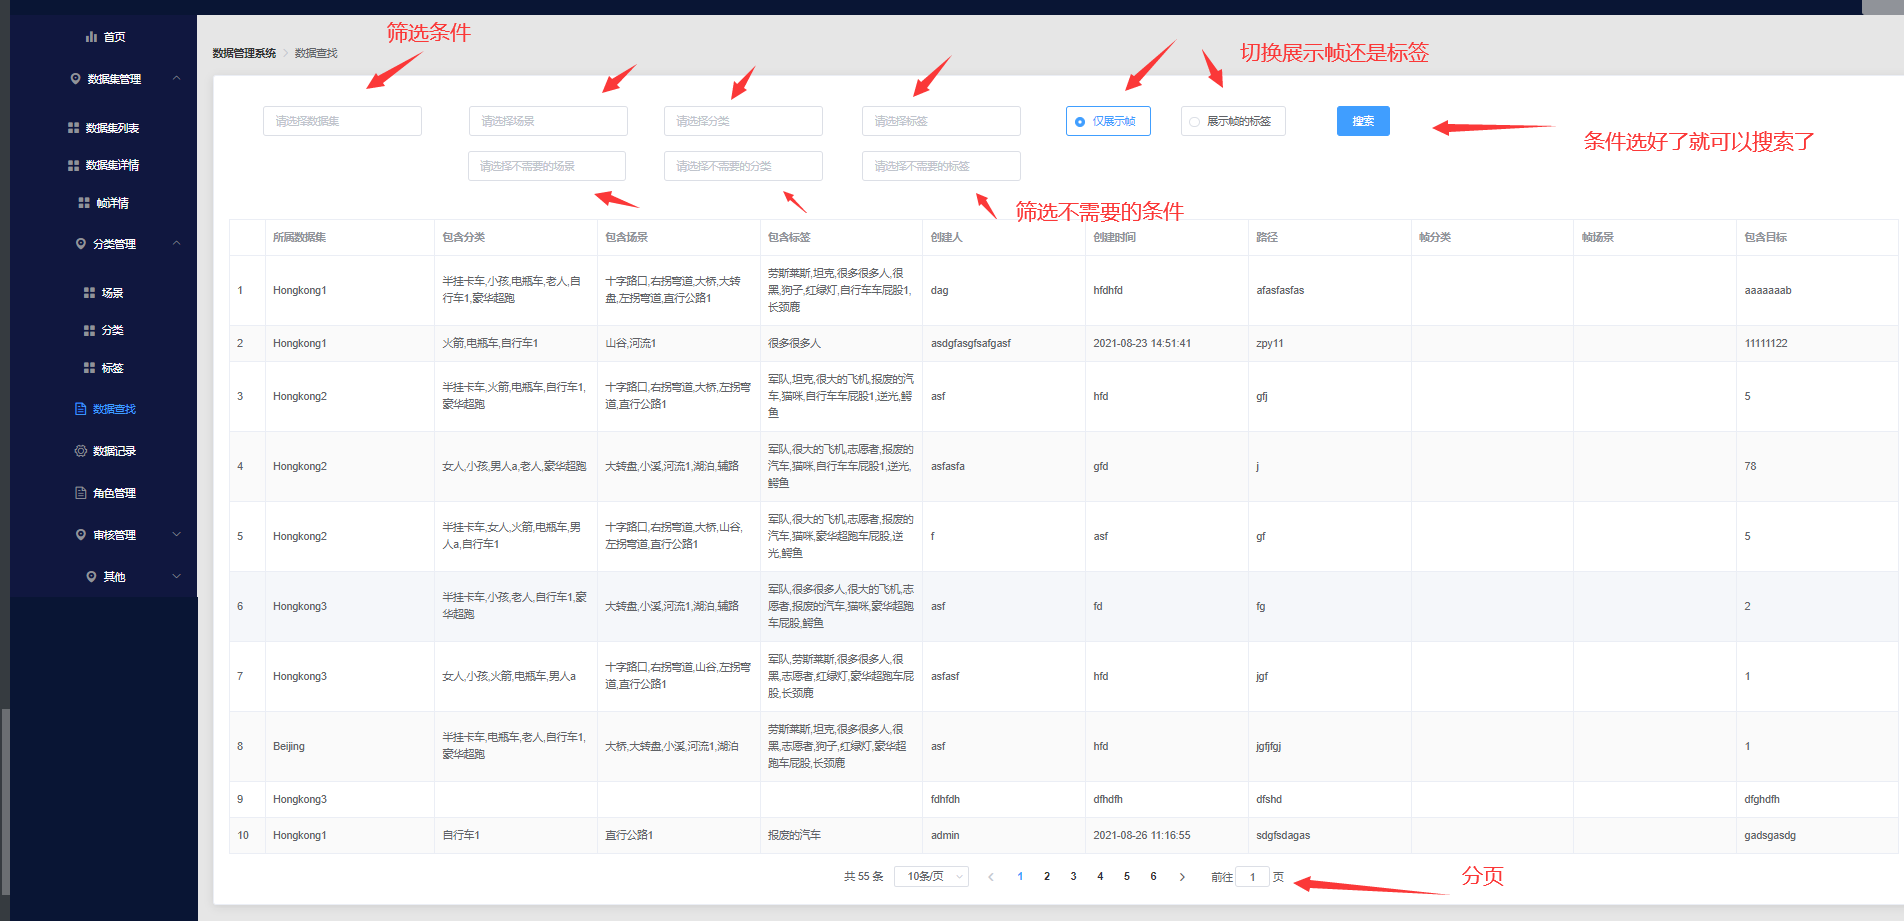 首页
数据集管理
数据集列表
数据集详情
帧详情
分类管理
场景
分类
标签
数据查找
数据记录
角色管理
审核管理
其他
筛选条件
数据管理系统 > 数据查找
切换展示帧还是标签
请选择数据集 请选择场景 请选择分类 请选择标签 仅展示帧 展示帧的标签 搜索
条件选好了就可以搜索了
请选择不需要的场景 请选择不需要的分类 请选择不需要的标签
筛选不需要的条件
所属数据集 包含分类 包含场景 包含标签 创建人 创建时间 路径 帧分类 帧场景 包含目标
1 Hongkong1
半挂卡车,小孩,电瓶车,老人,自
行车1,豪华超跑
十字路口,右拐弯道,大桥,大转
盘,左拐弯道,直行公路1
劳斯莱斯,坦克,很多很多人,很
黑,狗子,红绿灯,自行车车屁股1,
长颈鹿
dag hfdhfd afasfasfas aaaaaaab
2 Hongkong1 火箭,电瓶车,自行车1 山谷,河流1 很多很多人 asdgfasgfsafgasf 2021-08-23 14:51:41 zpy11 11111122
3 Hongkong2
半挂卡车,火箭,电瓶车,自行车1,
豪华超跑
十字路口,右拐弯道,大桥,左拐弯
道,直行公路1
军队,坦克,很大的飞机,报废的汽
车,猫咪,自行车车屁股1,逆光,鳄
鱼
asf hfd gfj 5
4 Hongkong2 女人,小孩,男人a,老人,豪华超跑 大转盘,小溪,河流1,湖泊,辅路
军队,很大的飞机,志愿者,报废的
汽车,猫咪,自行车车屁股1,逆光,
鳄鱼
asfasfa gfd j 78
5 Hongkong2
半挂卡车,女人,火箭,电瓶车,男
人a,自行车1
十字路口,右拐弯道,大桥,山谷,
左拐弯道,直行公路1
军队,很大的飞机,志愿者,报废的
汽车,猫咪,豪华超跑车屁股,逆
光,鳄鱼
f asf gf 5
6 Hongkong3
半挂卡车,小孩,老人,自行车1,豪
华超跑
大转盘,小溪,河流1,湖泊,辅路
军队,很多很多人,很大的飞机,志
愿者,报废的汽车,猫咪,豪华超跑
车屁股,鳄鱼
asf fd fg 2
7 Hongkong3 女人,小孩,火箭,电瓶车,男人a
十字路口,右拐弯道,山谷,左拐弯
道,直行公路1
军队,劳斯莱斯,很多很多人,很
黑,志愿者,红绿灯,豪华超跑车屁
股,长颈鹿
asfasf hfd jgf 1
8 Beijing
半挂卡车,电瓶车,老人,自行车1,
豪华超跑
大桥,大转盘,小溪,河流1,湖泊
劳斯莱斯,坦克,很多很多人,很
黑,志愿者,狗子,红绿灯,豪华超
跑车屁股,长颈鹿
asf hfd jgfjfgj 1
9 Hongkong3 fdhfdh dfhdfh dfshd dfghdfh
10 Hongkong1 自行车1 直行公路1 报废的汽车 admin 2021-08-26 11:16:55 sdgfsdagas gadsgasdg
共 55 条 10条/页 < 1 2 3 4 5 6 > 前往 1 页
分页